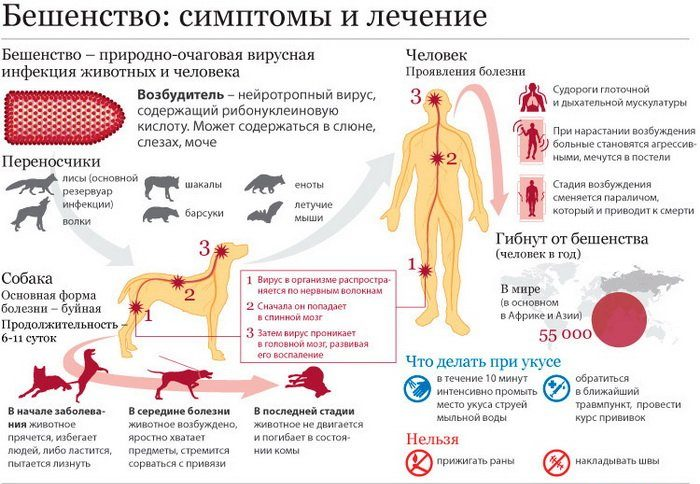 Бешенство: симптомы и лечение
Бешенство – природно-очаговая вирусная
инфекция животных и человека
Возбудитель – нейротропный вирус,
содержащий рибонуклеиновую
кислоту. Может содержаться в слюне,
слезах, моче
Переносчики
лисы (основной
резервуар
инфекции)
волки
шакалы
барсуки
еноты
летучие
мыши
Собака
Основная форма
болезни – буйная
Продолжительность –
6-11 суток
1
2
3
1 Вирус в организме распростра-
няется по нервным волокнам
2 Сначала он попадает
в спинной мозг
3 Затем вирус проникает
в головной мозг, развивая
его воспаление
В начале заболева-
ния животное
прячется, избегает
людей, либо ластится,
пытается лизнуть
В середине болезни
животное возбуждено,
яростно хватает
предметы, стремится
сорваться с привязи
В последней стадии
животное не двигается
и погибает в состоя-
нии комы
Человек
Проявления болезни
3
2
1
Судороги глоточной
и дыхательной мускулатуры
При нарастании возбуждения
больные становятся агрессив-
ными, мечутся в постели
Стадия возбуждения
сменяется параличом,
который и приводит к смерти
Гибнут от бешенства
(человек в год)
В мире
(в основном
в Африке и Азии)
55 000
Что делать при укусе
в течение 10 минут
интенсивно промыть
место укуса струей
мыльной воды
обратиться
в ближайший
травмпункт, провести
курс прививок
Нельзя
прижигать раны
накладывать швы